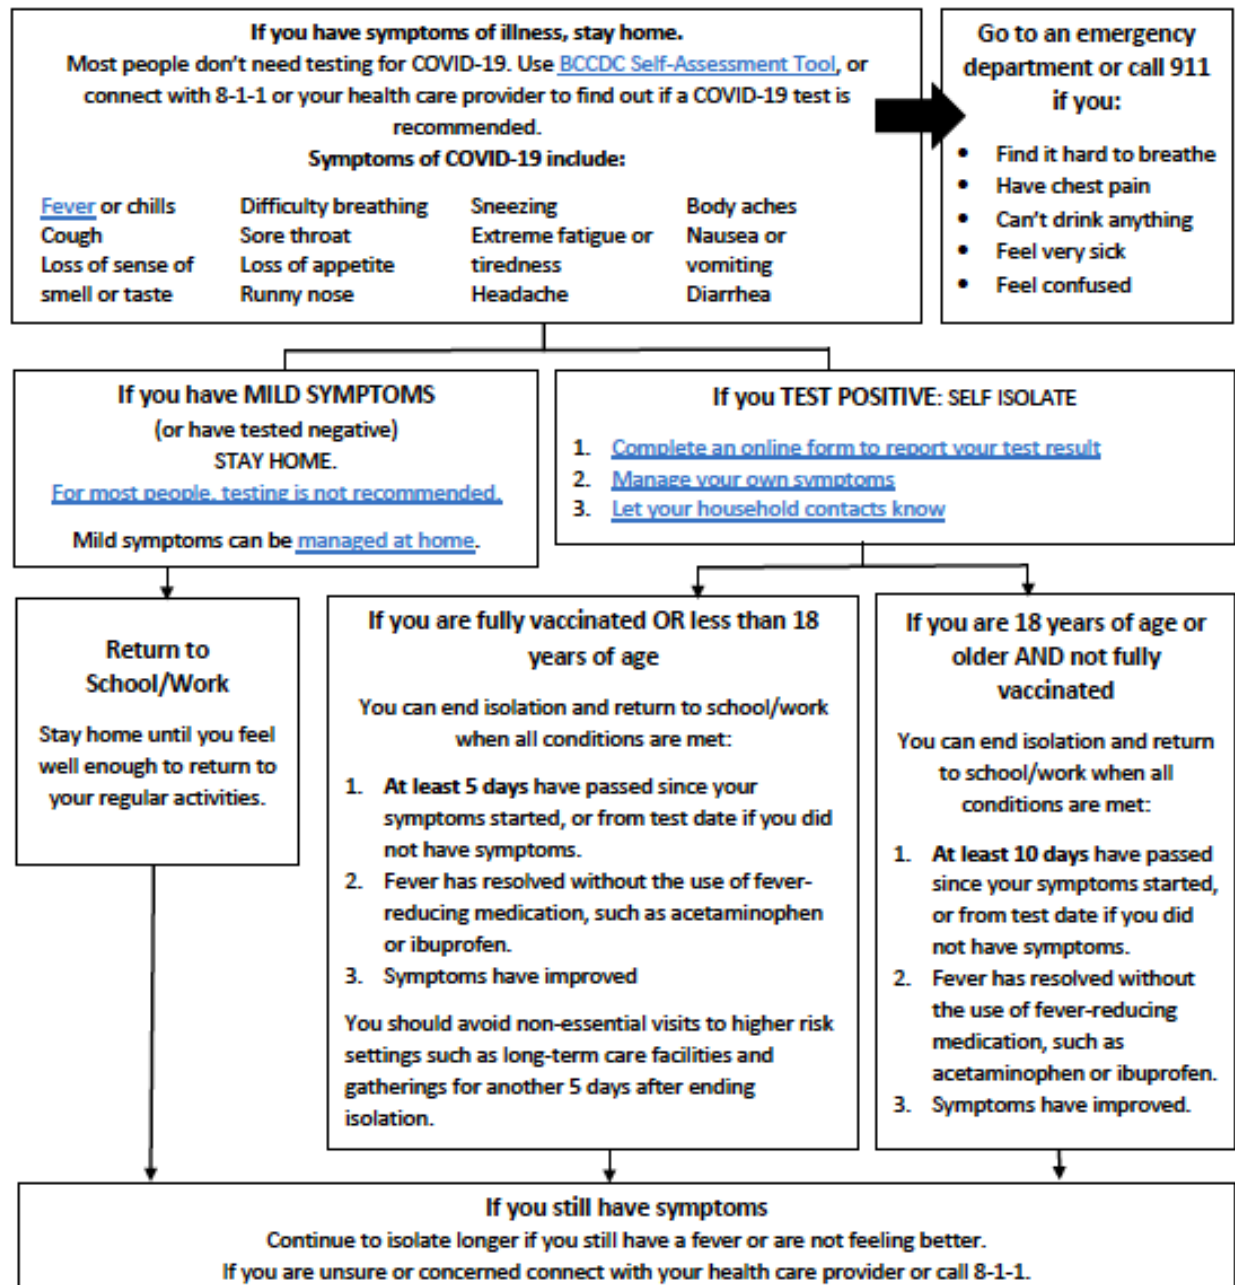 If you have symptoms of illness, stay home.
Most people don't need testing for COVID-19. Use BCCDC Self-Assessment Tool, or
connect with 8-1-1 or your health care provider to find out if a COVID-19 test is
recommended.
Symptoms of COVID-19 include:
Fever or chills
Cough
Loss of sense of
smell or taste
Difficulty breathing
Sore throat
Loss of appetite
Runny nose
Sneezing
Extreme fatigue or
tiredness
Headache
Body aches
Nausea or
vomiting
Diarrhea
Go to an emergency
department or call 911
if you:
• Find it hard to breathe
• Have chest pain
• Can't drink anything
• Feel very sick
• Feel confused
If you have MILD SYMPTOMS
(or have tested negative)
STAY HOME.
For most people, testing is not recommended.
Mild symptoms can be managed at home.
If you TEST POSITIVE: SELF ISOLATE
1. Complete an online form to report your test result
2. Manage your own symptoms
3. Let your household contacts know
Return to
School/Work
Stay home until you feel
well enough to return to
your regular activities.
If you are fully vaccinated OR less than 18
years of age
You can end isolation and return to school/work
when all conditions are met:
1. At least 5 days have passed since your
symptoms started, or from test date if you did
not have symptoms.
2. Fever has resolved without the use of fever-
reducing medication, such as acetaminophen
or ibuprofen.
3. Symptoms have improved
You should avoid non-essential visits to higher risk
settings such as long-term care facilities and
gatherings for another 5 days after ending
isolation.
If you are 18 years of age or
older AND not fully
vaccinated
You can end isolation and return
to school/work when all
conditions are met:
1. At least 10 days have passed
since your symptoms started,
or from test date if you did
not have symptoms.
2. Fever has resolved without
the use of fever-reducing
medication, such as
acetaminophen or ibuprofen.
3. Symptoms have improved.
If you still have symptoms
Continue to isolate longer if you still have a fever or are not feeling better.
If you are unsure or concerned connect with your health care provider or call 8-1-1.